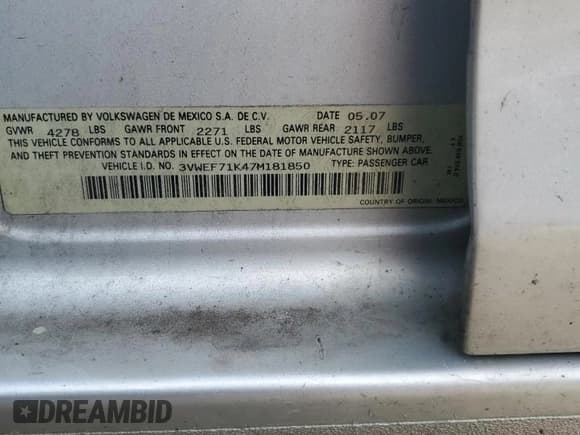 MANUFACTURED BY VOLKSWAGEN DE MEXICO S.A. DE C.V. DATE 05.07
GVWR 4278 LBS GAWR FRONT 2271 LBS GAWR REAR 2117 LBS
THIS VEHICLE CONFORMS TO ALL APPLICABLE U.S. FEDERAL MOTOR VEHICLE SAFETY, BUMPER,
AND THEFT PREVENTION STANDARDS IN EFFECT ON THE DATE OF MANUFACTURE SHOWN ABOVE.
VEHICLE I.D. NO. 3VWEF71K47M181850 TYPE: PASSENGER CAR
COUNTRY OF ORIGIN: MEXICO
DREAMBID